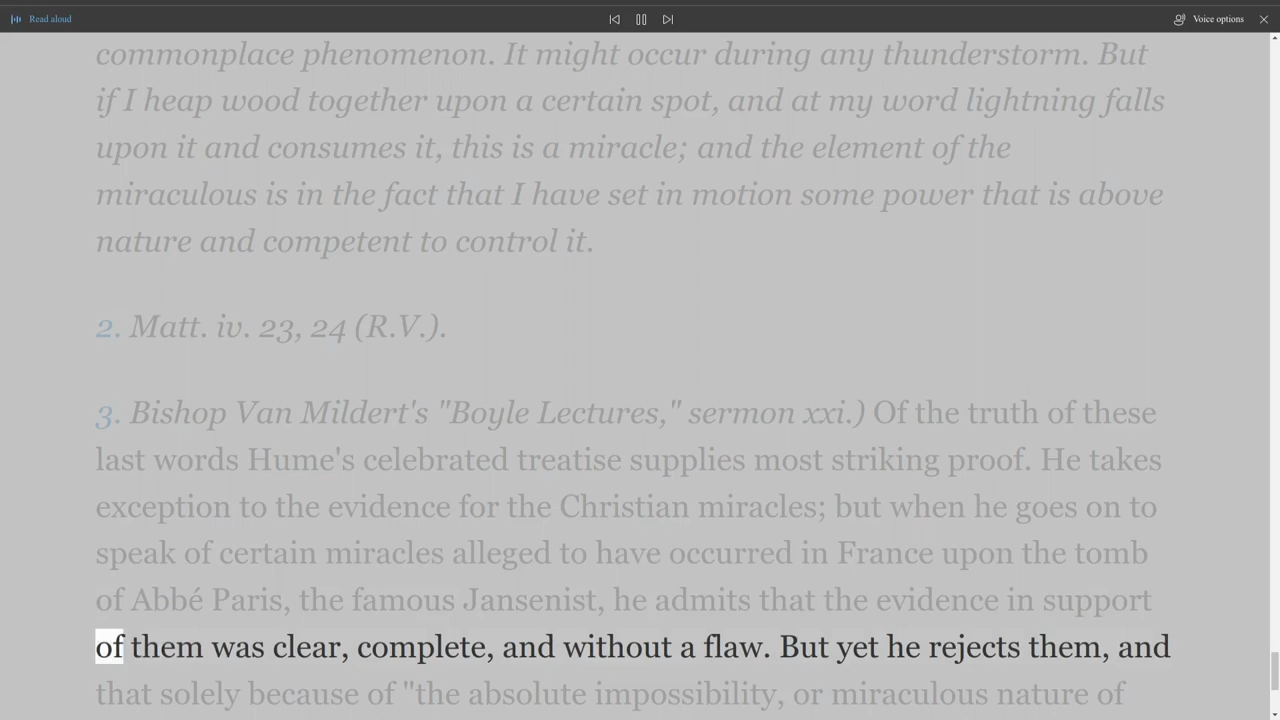 Read aloud
Voice options
commonplace phenomenon. It might occur during any thunderstorm. But
if I heap wood together upon a certain spot, and at my word lightning falls
upon it and consumes it, this is a miracle; and the element of the
miraculous is in the fact that I have set in motion some power that is above
nature and competent to control it.
2. Matt. iv. 23, 24 (R.V.).
3. Bishop Van Mildert's "Boyle Lectures," sermon xxi.) Of the truth of these
last words Hume's celebrated treatise supplies most striking proof. He takes
exception to the evidence for the Christian miracles; but when he goes on to
speak of certain miracles alleged to have occurred in France upon the tomb
of Abbé Paris, the famous Jansenist, he admits that the evidence in support
of them was clear, complete, and without a flaw. But yet he rejects them, and
that solely because of "the absolute impossibility, or miraculous nature of